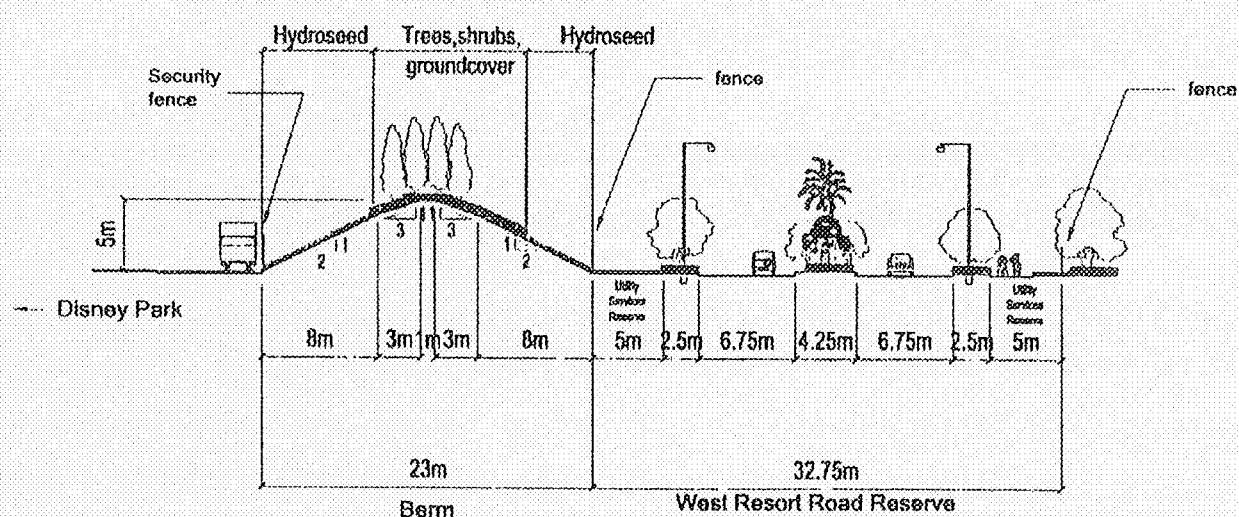 Hydroseed
Trees,shrubs,
groundcover
Hydroseed
Security
fence
fence
fence
5m
3
3
1
2
1
2
Disney Park
Utility
Services
Reserve
Utility
Services
Reserve
8m
3m
1m
3m
8m
5m
2.5m
6.75m
4.25m
6.75m
2.5m
5m
23m
32.75m
Berm
West Resort Road Reserve